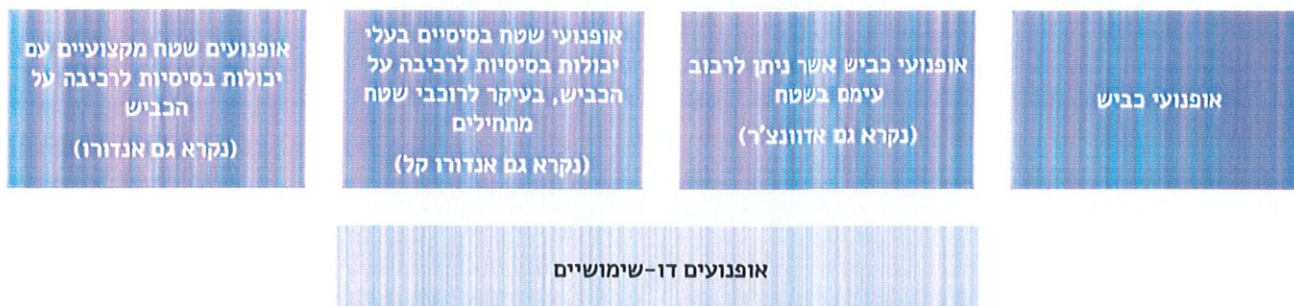 אופנועי כביש
אופנועי כביש אשר ניתן לרכוב
עימם בשטח
(נקרא גם אדוונצ'ר)
אופנועי שטח בסיסיים בעלי
יכולות בסיסיות לרכיבה על
הכביש, בעיקר לרוכבי שטח
מתחילים
(נקרא גם אנדורו קל)
אופנועים שטח מקצועיים עם
יכולות בסיסיות לרכיבה על
הכביש
(נקרא גם אנדורו)
אופנועים דו-שימושיים